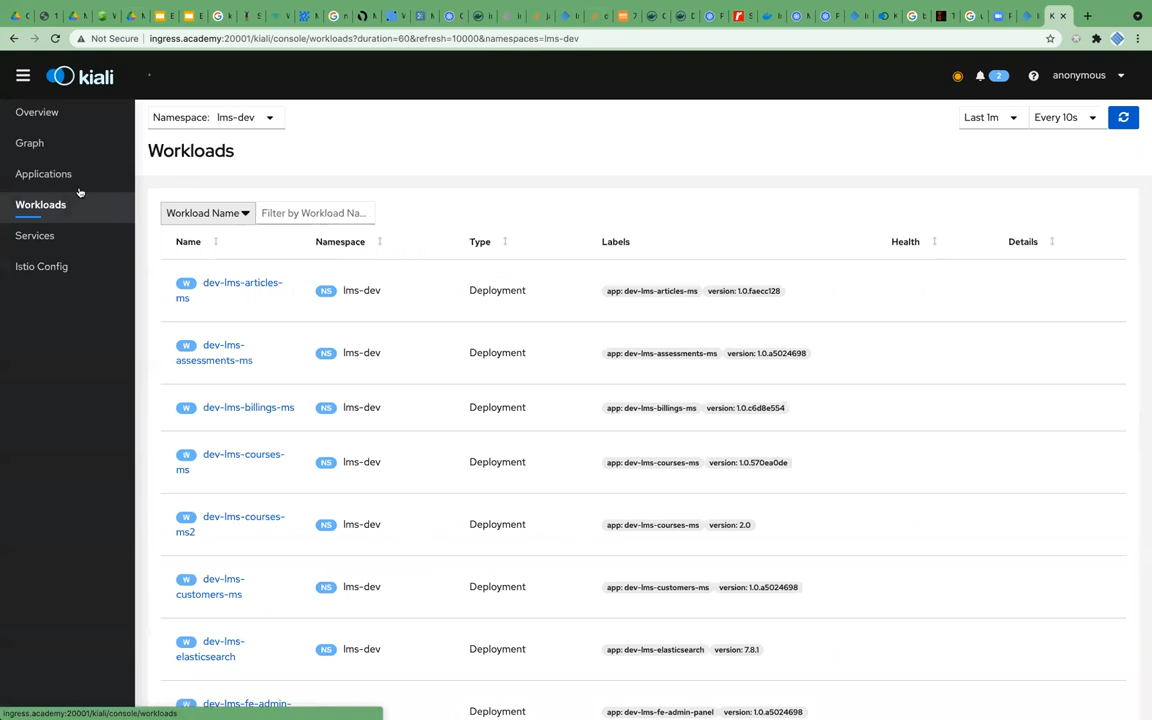 Not Secure
ingress.academy:20001/kiali/console/workloads?duration=60&refresh=10000&namespaces=lms-dev
kiali
2
anonymous
Overview
Graph
Applications
Workloads
Services
Istio Config
Namespace: lms-dev
Last 1m
Every 10s
Workloads
Workload Name
Filter by Workload Na...
Name
Namespace
Type
Labels
Health
Details
W dev-lms-articles-
ms
NS lms-dev
Deployment
app: dev-lms-articles-ms
version: 1.0.faecc128
W dev-lms-
assessments-ms
NS lms-dev
Deployment
app: dev-lms-assessments-ms
version: 1.0.a5024698
W dev-lms-billings-ms
NS lms-dev
Deployment
app: dev-lms-billings-ms
version: 1.0.c6d8e554
W dev-lms-courses-
ms
NS lms-dev
Deployment
app: dev-lms-courses-ms
version: 1.0.570ea0de
W dev-lms-courses-
ms2
NS lms-dev
Deployment
app: dev-lms-courses-ms
version: 2.0
W dev-lms-
customers-ms
NS lms-dev
Deployment
app: dev-lms-customers-ms
version: 1.0.a5024698
W dev-lms-
elasticsearch
NS lms-dev
Deployment
app: dev-lms-elasticsearch
version: 7.8.1
W dev-lms-fe-admin-
NS lms-dev
Deployment
app: dev-lms-fe-admin-panel
version: 1.0.a5024698
ingress.academy:20001/kiali/console/workloads